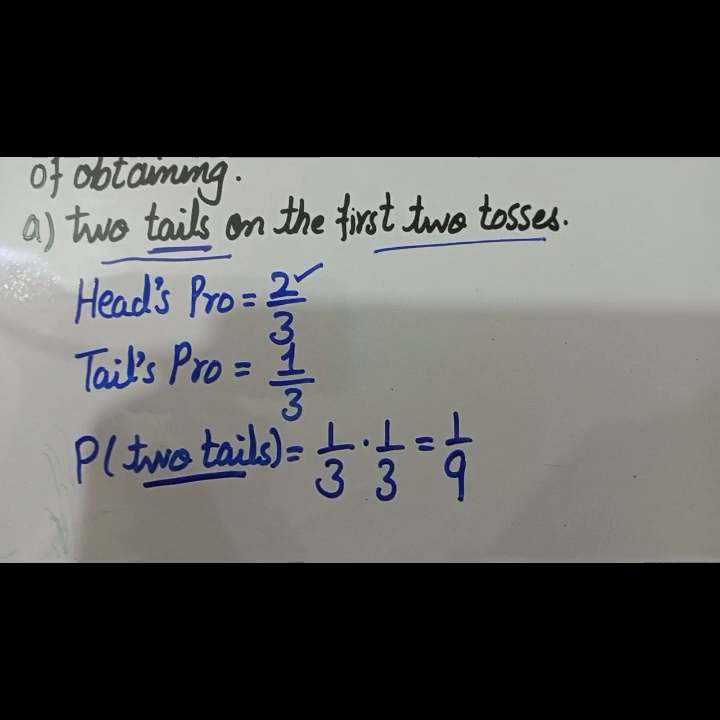 of obtaining.
a) two tails on the first two tosses.
Head's Pro = 2/3 ✓
Tail's Pro = 1/3
P(two tails) = 1/3 · 1/3 = 1/9